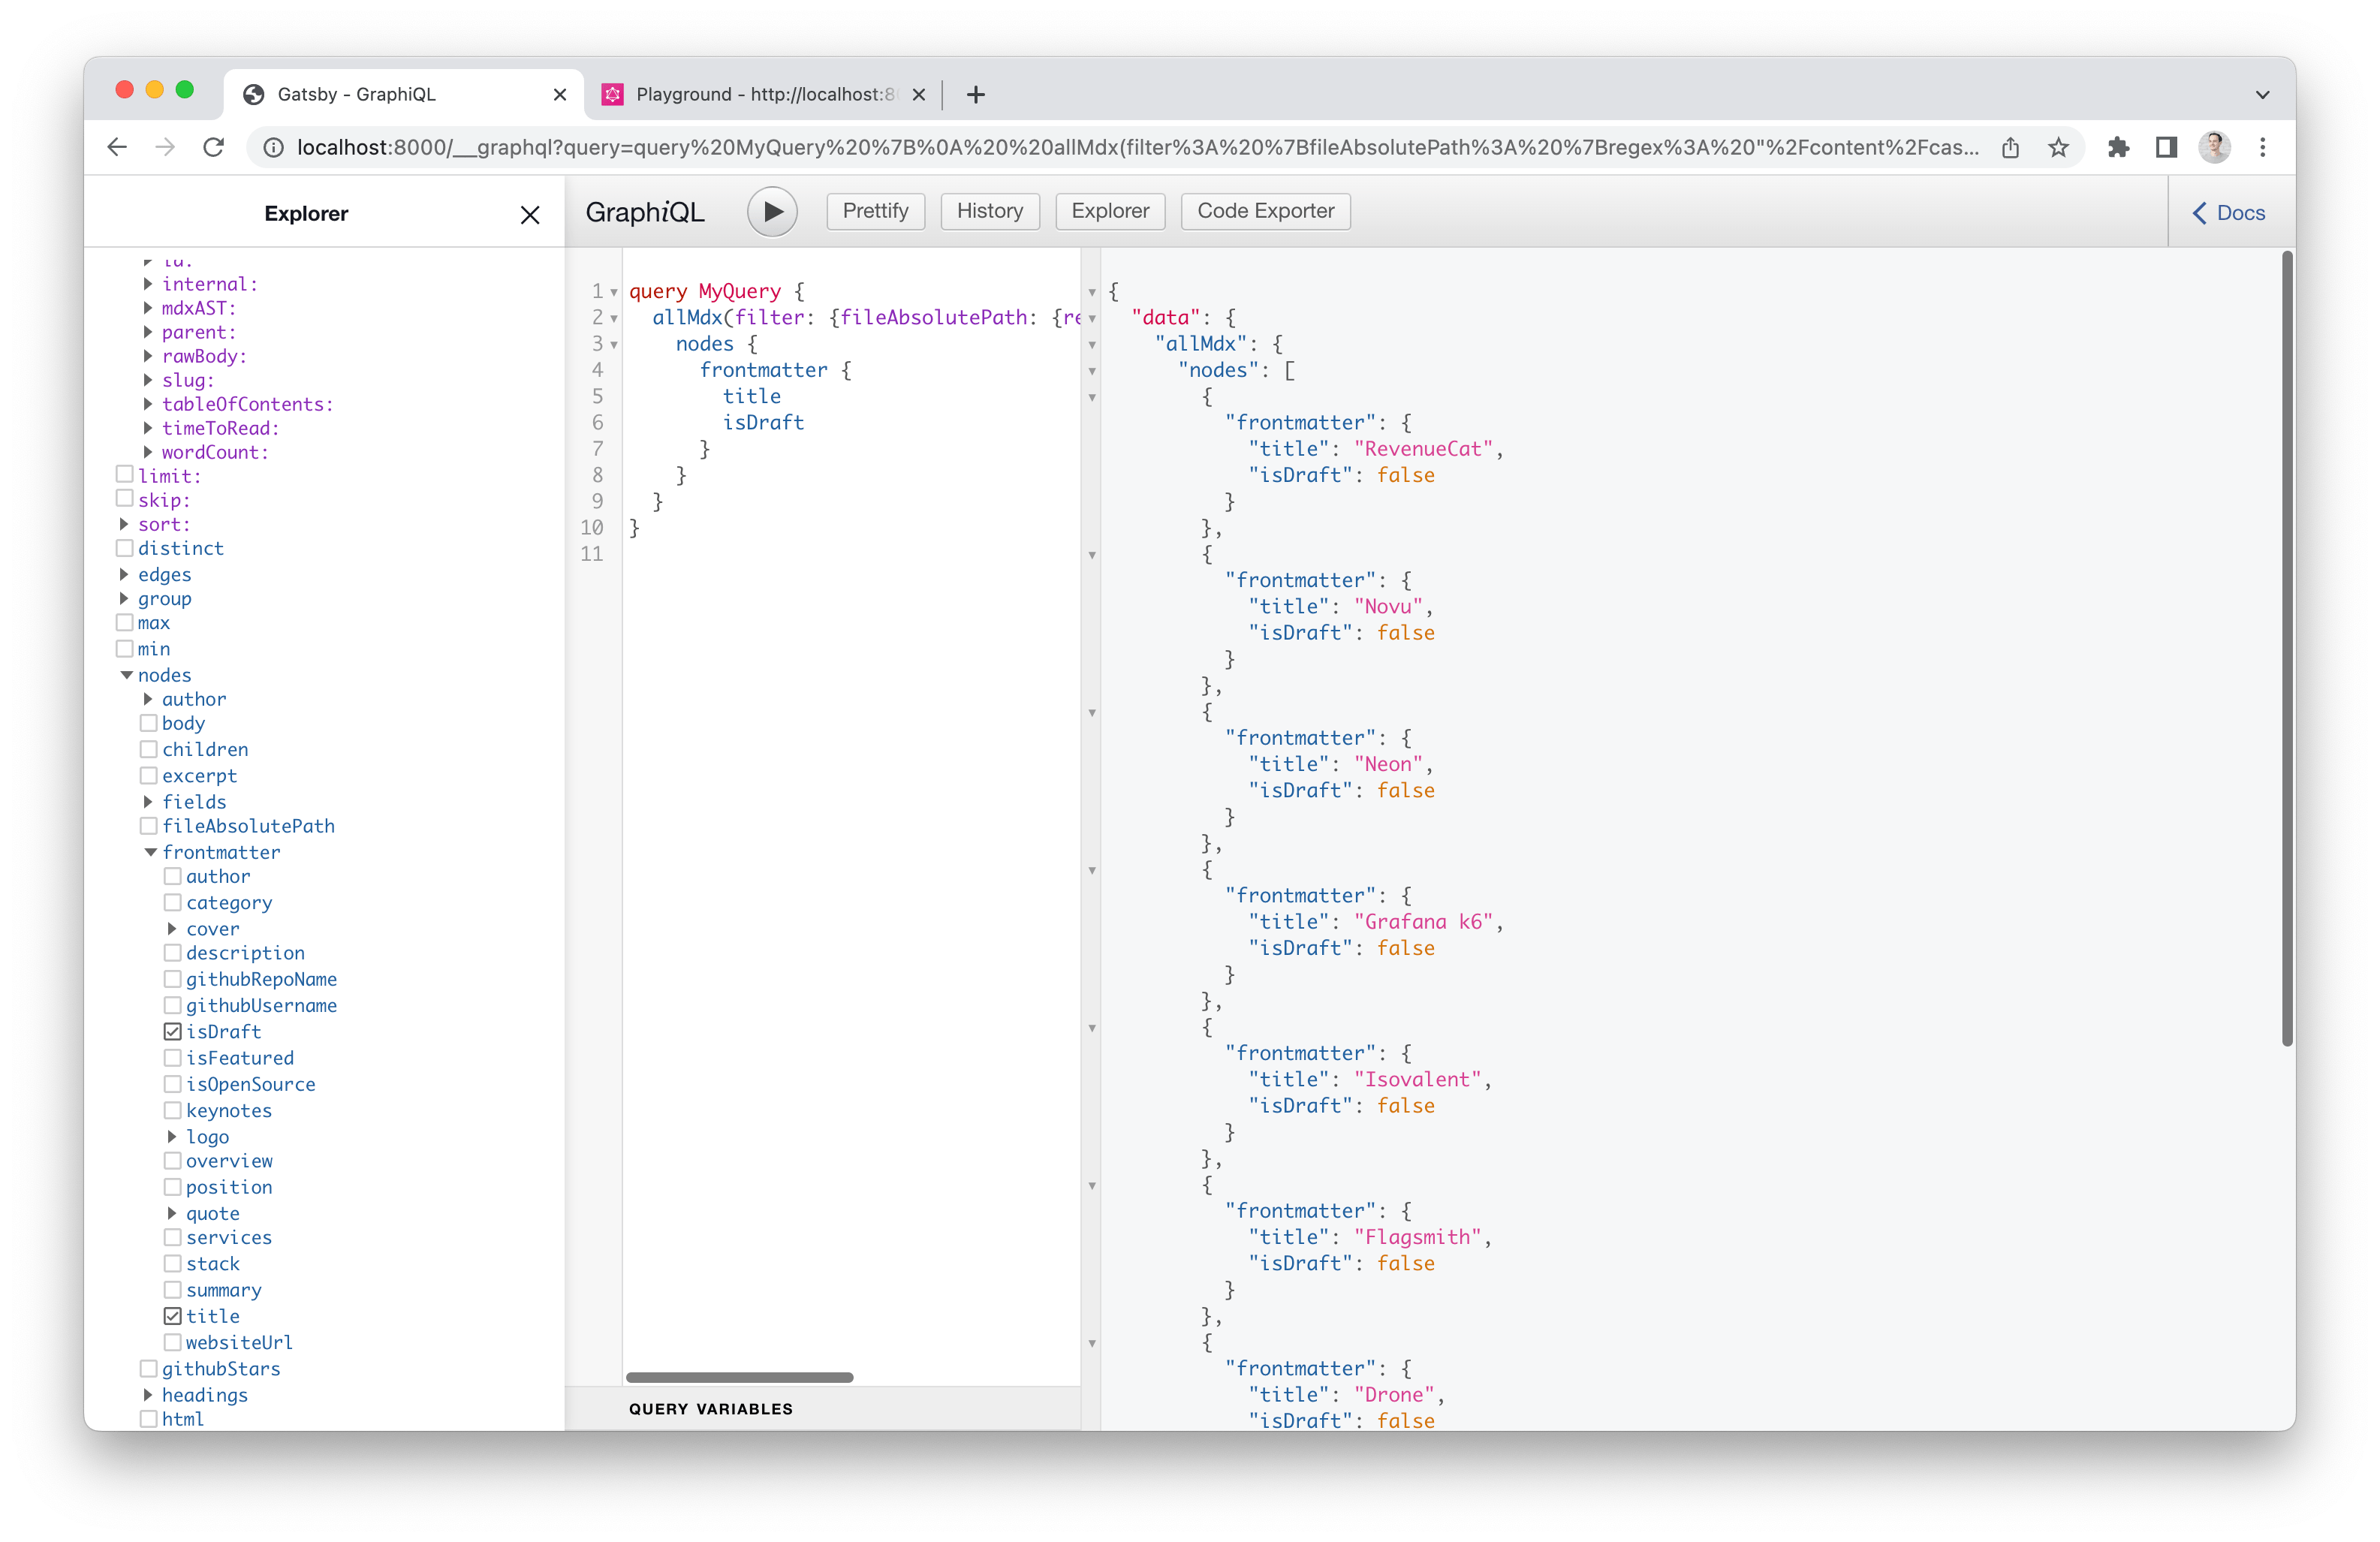 Gatsby - GraphiQL
Playground - http://localhost:8
localhost:8000/__graphql?query=query%20MyQuery%20%7B%0A%20%20allMdx(filter%3A%20%7BfileAbsolutePath%3A%20%7Bregex%3A%20"%2Fcontent%2Fcas...
Explorer
GraphiQL
Prettify
History
Explorer
Code Exporter
Docs
internal:
mdxAST:
parent:
rawBody:
slug:
tableOfContents:
timeToRead:
wordCount:
limit:
skip:
sort:
distinct
edges
group
max
min
nodes
author
body
children
excerpt
fields
fileAbsolutePath
frontmatter
author
category
cover
description
githubRepoName
githubUsername
isDraft
isFeatured
isOpenSource
keynotes
logo
overview
position
quote
services
stack
summary
title
websiteUrl
githubStars
headings
html
1 query MyQuery {
2 allMdx(filter: {fileAbsolutePath: {re
3 nodes {
4 frontmatter {
5 title
6 isDraft
7 }
8 }
9 }
10 }
11
QUERY VARIABLES
{
"data": {
"allMdx": {
"nodes": [
{
"frontmatter": {
"title": "RevenueCat",
"isDraft": false
}
},
{
"frontmatter": {
"title": "Novu",
"isDraft": false
}
},
{
"frontmatter": {
"title": "Neon",
"isDraft": false
}
},
{
"frontmatter": {
"title": "Grafana k6",
"isDraft": false
}
},
{
"frontmatter": {
"title": "Isovalent",
"isDraft": false
}
},
{
"frontmatter": {
"title": "Flagsmith",
"isDraft": false
}
},
{
"frontmatter": {
"title": "Drone",
"isDraft": false